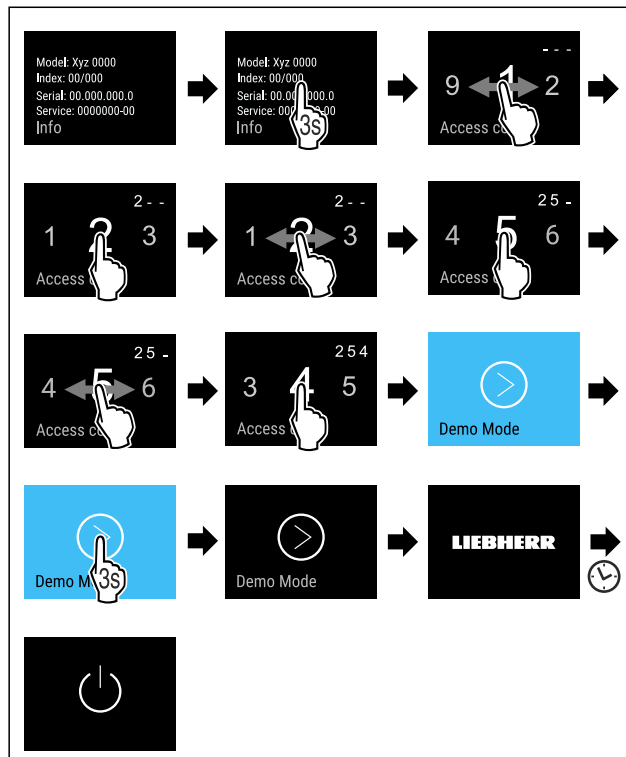 Model: Xyz 0000
Index: 00/000
Serial: 00.000.000.0
Service: 0000000-00
Info
Model: Xyz 0000
Index: 00/000
Serial: 00.000.0
Service: 00 -00
Info
3s
- - -
9 1 2
Access c
2 - -
1 2 3
Access
2 - -
1 2 3
Access c
2 5 -
4 5 6
Access c
2 5 -
4 5 6
Access c
2 5 4
3 4 5
Access
Demo Mode
Demo M
3s
Demo Mode
LIEBHERR